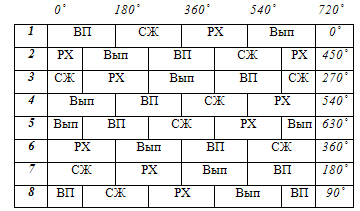 0° 180° 360° 540° 720°
1 ВП СЖ РХ Вып 0°
2 РХ Вып ВП СЖ РХ 450°
3 СЖ РХ Вып ВП СЖ 270°
4 Вып ВП СЖ РХ 540°
5 Вып ВП СЖ РХ Вып 630°
6 РХ Вып ВП СЖ 360°
7 СЖ РХ Вып ВП 180°
8 ВП СЖ РХ Вып ВП 90°